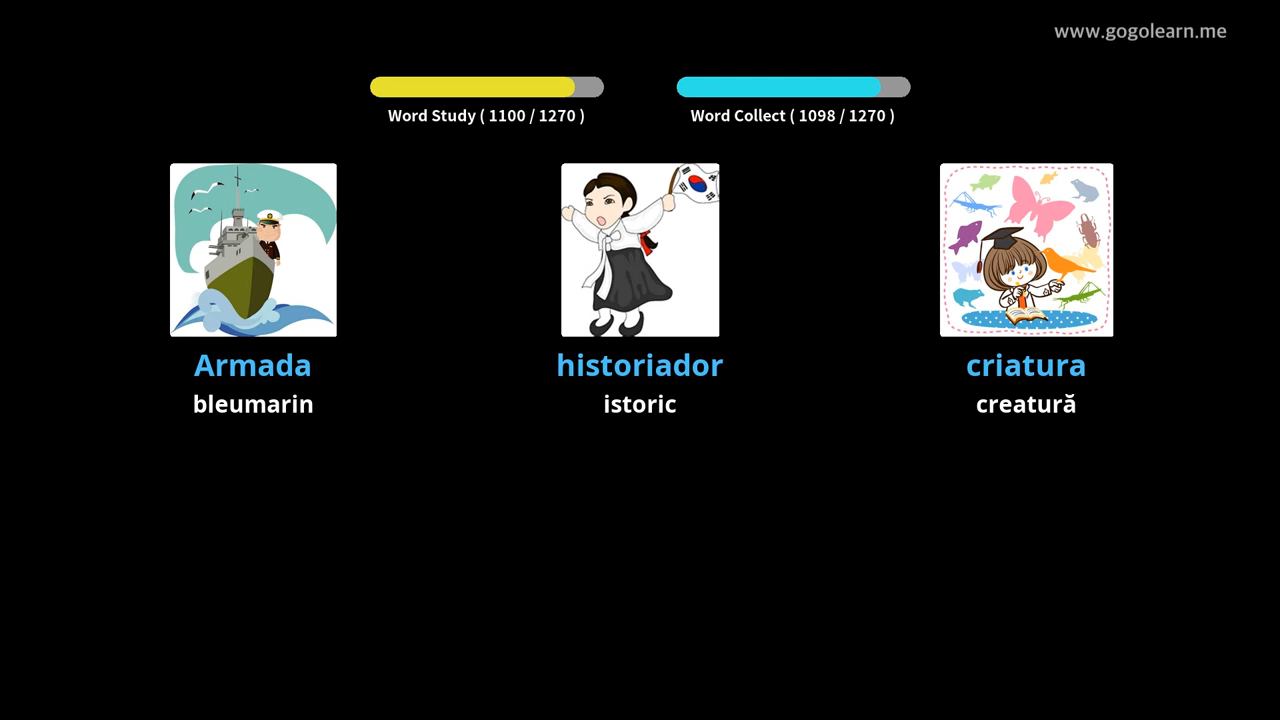 www.gogolearn.me
Word Study ( 1100 / 1270 )
Word Collect ( 1098 / 1270 )
Armada
bleumarin
historiador
istoric
criatura
creatură